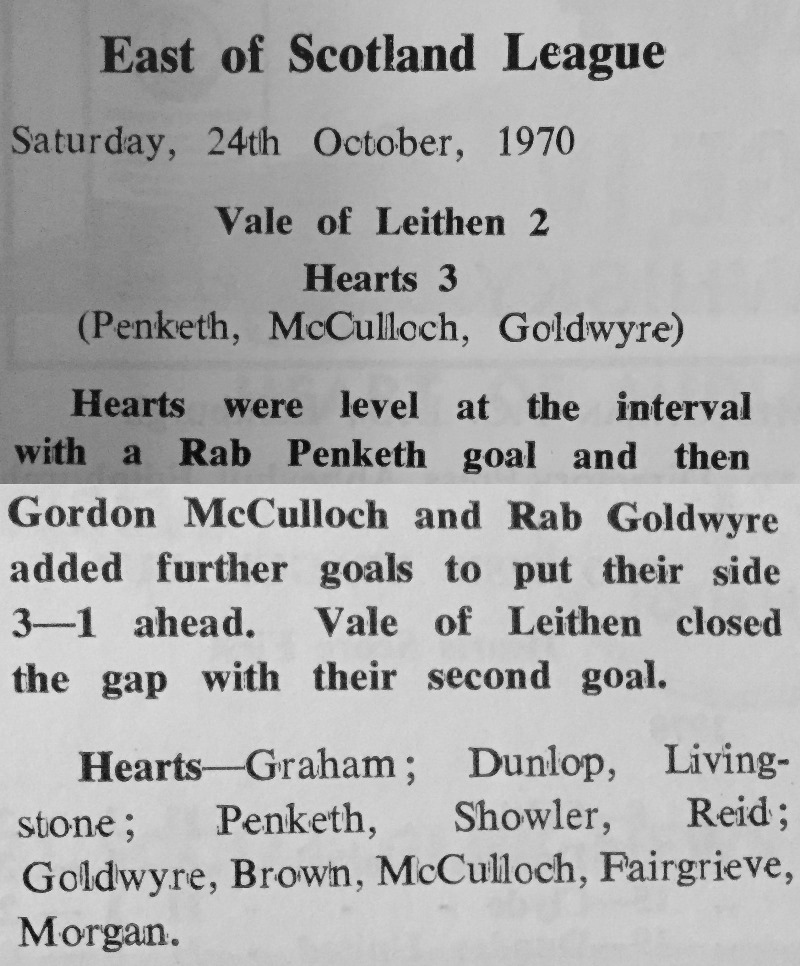 East of Scotland League
Saturday, 24th October, 1970
Vale of Leithen 2
Hearts 3
(Penketh, McCulloch, Goldwyre)
Hearts were level at the interval
with a Rab Penketh goal and then
Gordon McCulloch and Rab Goldwyre
added further goals to put their side
3—1 ahead. Vale of Leithen closed
the gap with their second goal.
Hearts—Graham; Dunlop, Living-
stone; Penketh, Showler, Reid;
Goldwyre, Brown, McCulloch, Fairgrieve,
Morgan.